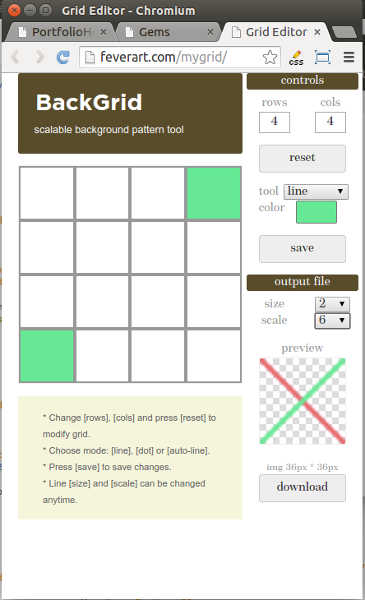 Grid Editor - Chromium
PortfolioH
Gems
Grid Editor
feverart.com/mygrid/
css
BackGrid
scalable background pattern tool
controls
rows cols
4 4
reset
tool line
color
save
output file
size 2
scale 6
preview
img 36px * 36px
download
* Change [rows], [cols] and press [reset] to
modify grid.
* Choose mode: [line], [dot] or [auto-line].
* Press [save] to save changes.
* Line [size] and [scale] can be changed
anytime.